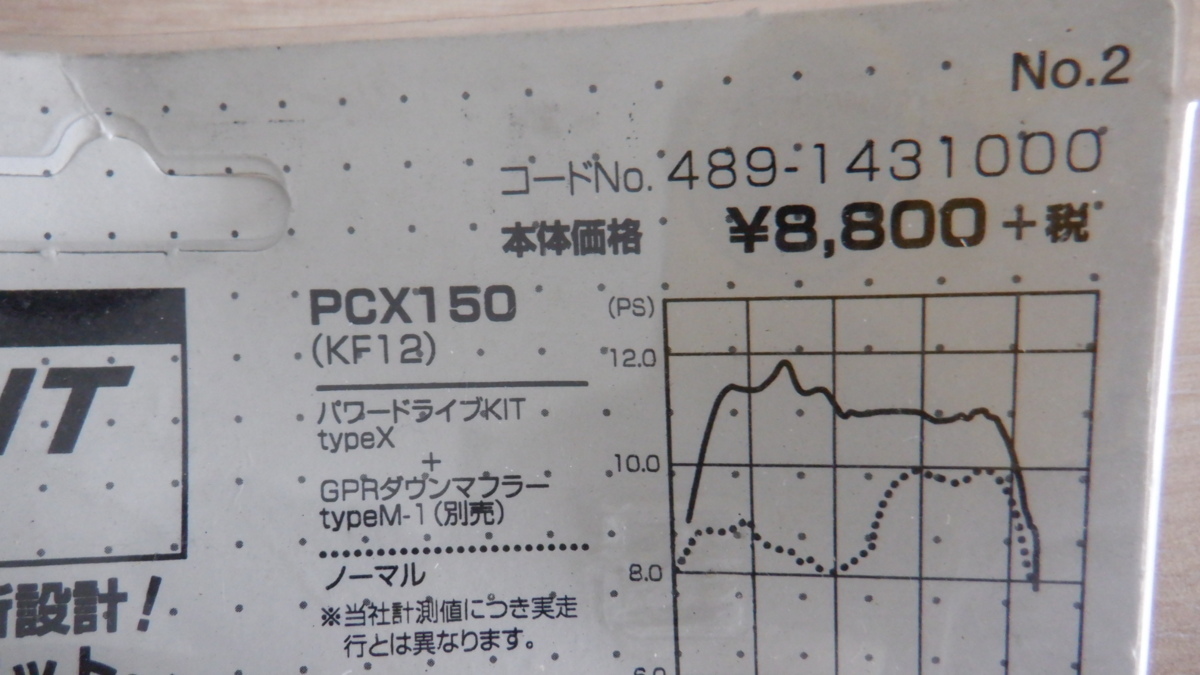 No.2
コードNo. 489-1431000
本体価格 ¥8,800+税
PCX150
(KF12)
パワードライブKIT
typeX
+
GPRダウンマフラー
typeM-1(別売)
ノーマル
※当社計測値につき実走
行とは異なります。
(PS)
12.0
10.0
8.0
IT
設計!
ット